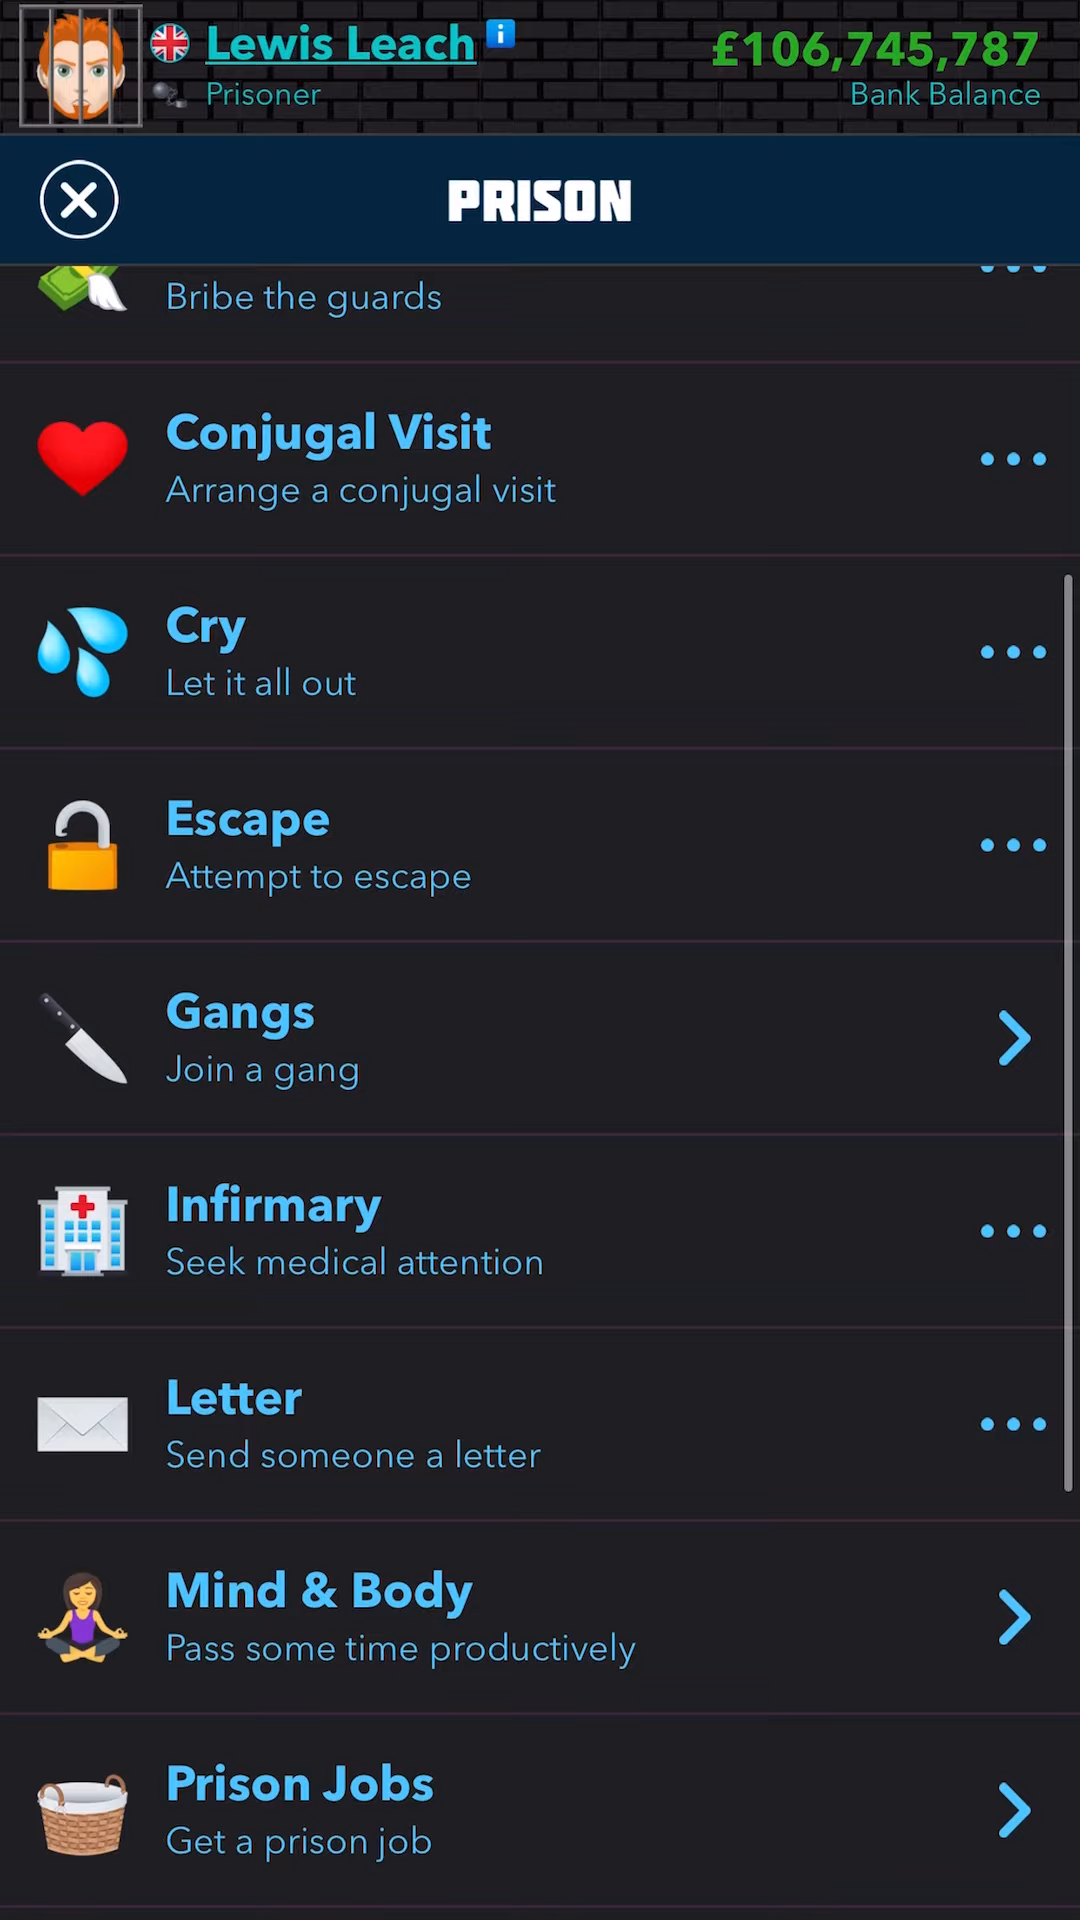 Lewis Leach
£106,745,787
Prisoner
Bank Balance
PRISON
Bribe the guards
Conjugal Visit
Arrange a conjugal visit
Cry
Let it all out
Escape
Attempt to escape
Gangs
Join a gang
Infirmary
Seek medical attention
Letter
Send someone a letter
Mind & Body
Pass some time productively
Prison Jobs
Get a prison job